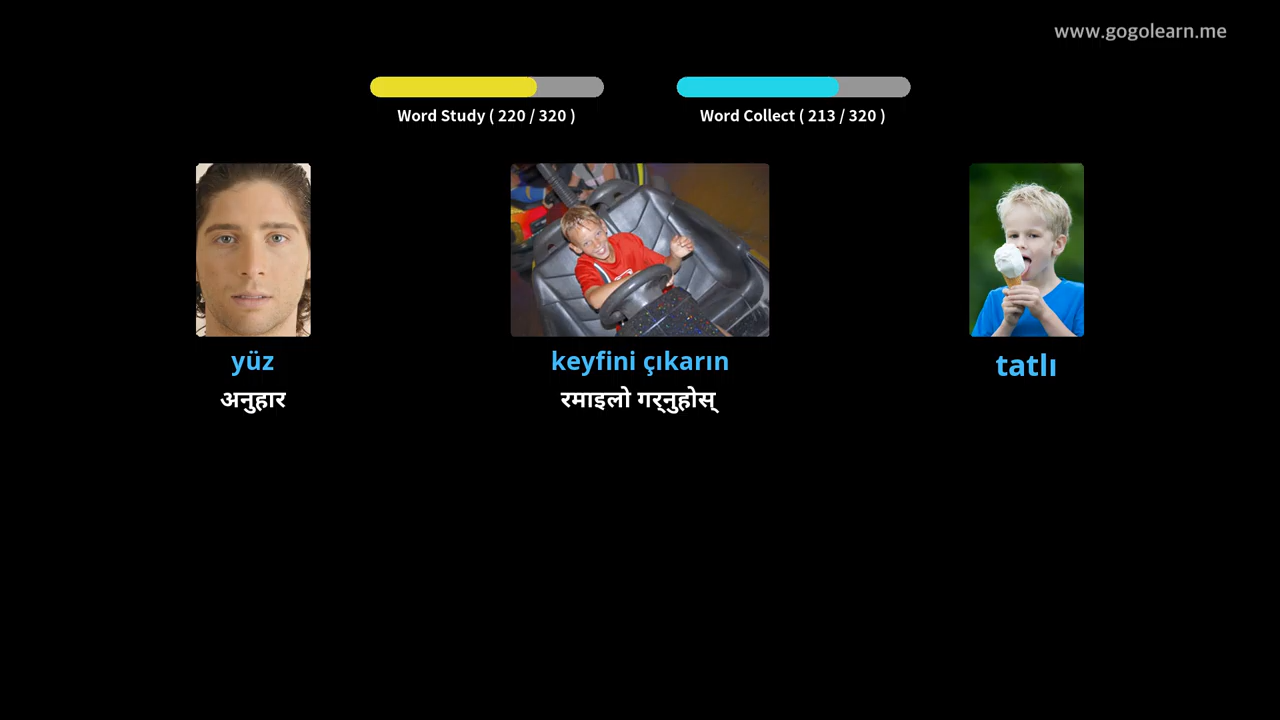 www.gogolearn.me
Word Study ( 220 / 320 )
Word Collect ( 213 / 320 )
yüz
अनुहार
keyfini çıkarın
रमाइलो गर्नुहोस्
tatlı